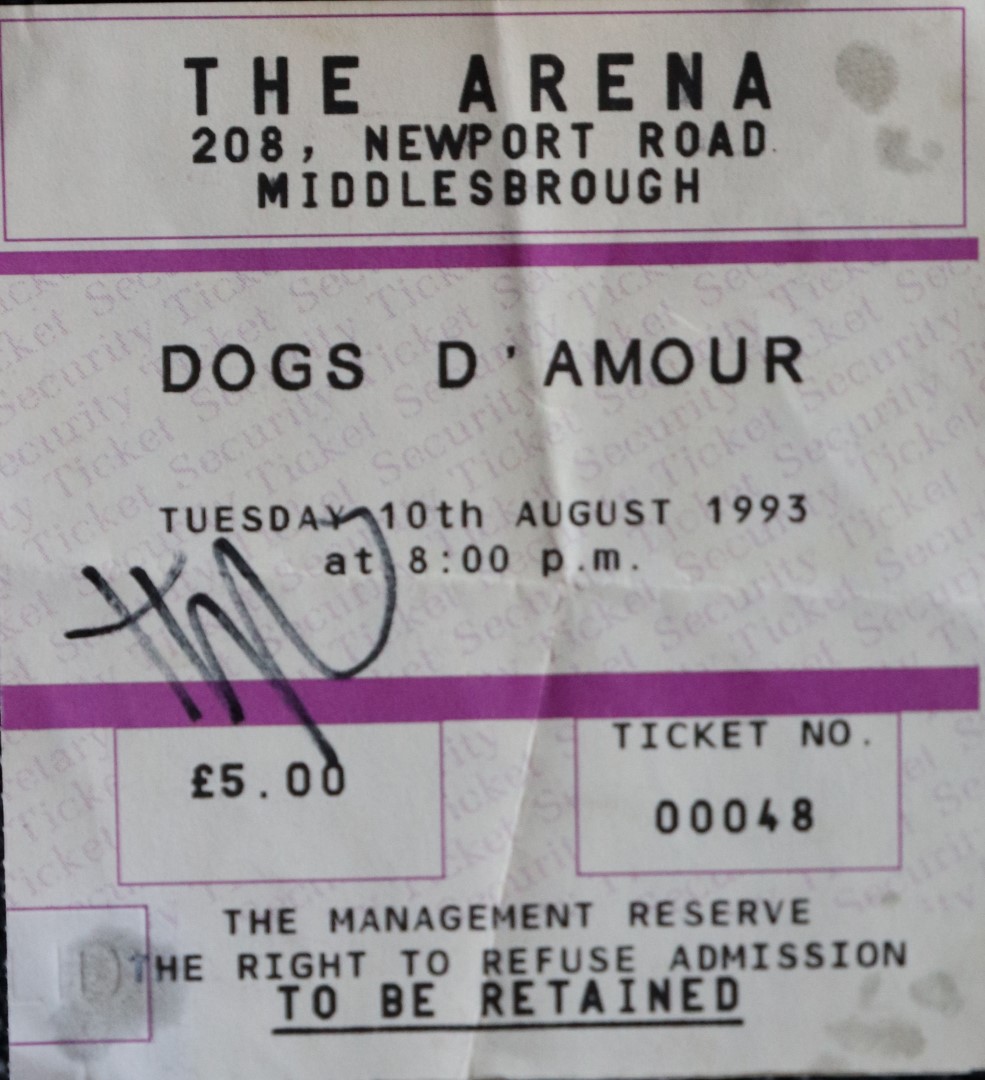 THE ARENA
208, NEWPORT ROAD.
MIDDLESBROUGH
DOGS D'AMOUR
TUESDAY 10th AUGUST 1993
at 8:00 p.m.
£5.00
TICKET NO.
00048
THE MANAGEMENT RESERVE
THE RIGHT TO REFUSE ADMISSION
TO BE RETAINED